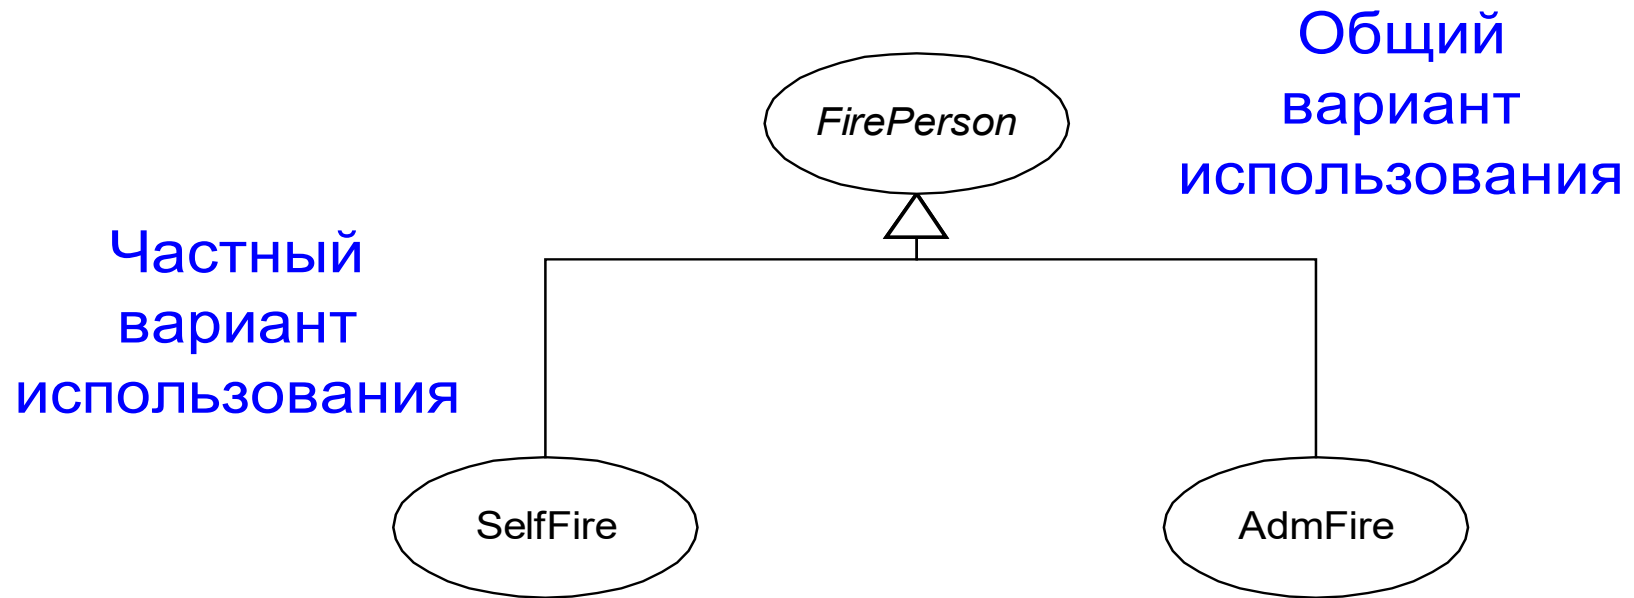 Общий
вариант
использования
FirePerson
Частный
вариант
использования
SelfFire
AdmFire